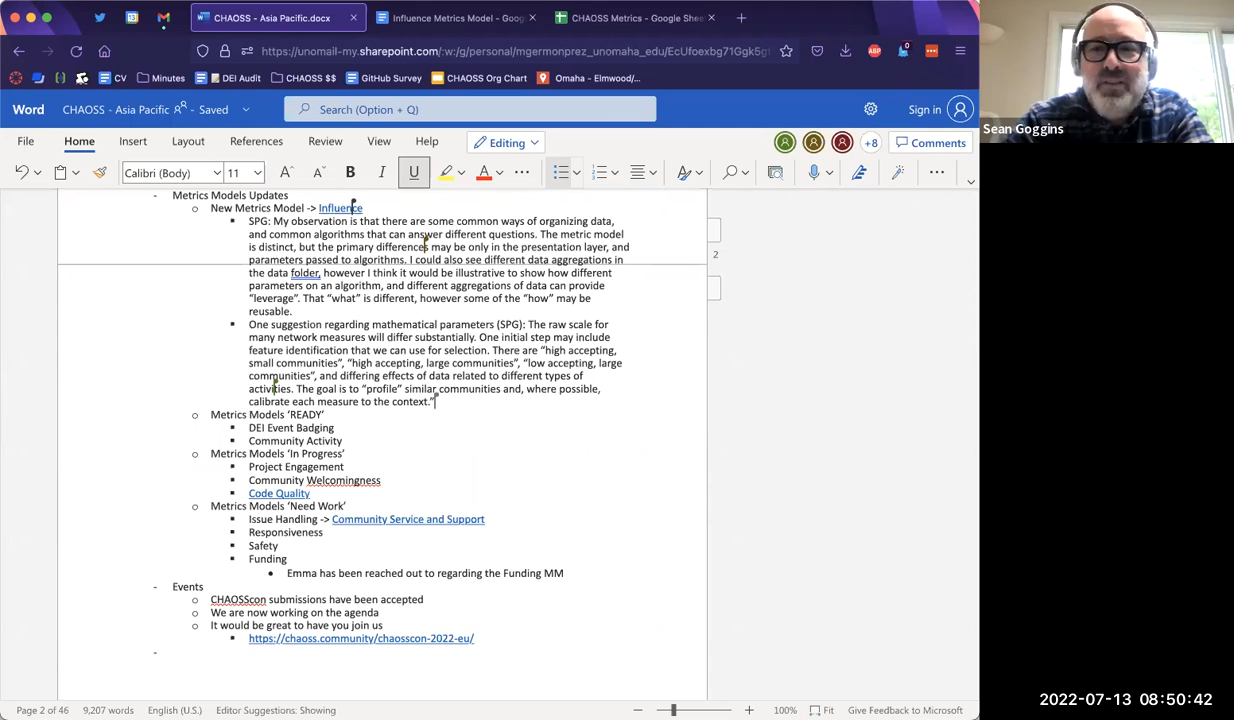 CHAOSS - Asia Pacific.docx
Influence Metrics Model - Goog
CHAOSS Metrics - Google Shee
https://unomail-my.sharepoint.com/:w:/g/personal/mgermonprez_unomaha_edu/EcUfoexbg71Ggk5g
CV
Minutes
DEI Audit
CHAOSS $$
GitHub Survey
CHAOSS Org Chart
Omaha - Elmwood/...
Word
CHAOSS - Asia Pacific - Saved
Search (Option + Q)
Sign in
Sean Goggins
File Home Insert Layout References Review View Help Editing +8 Comments
Calibri (Body) 11 B I U A
Metrics Models Updates
New Metrics Model -> Influence
SPG: My observation is that there are some common ways of organizing data,
and common algorithms that can answer different questions. The metric model
is distinct, but the primary differences may be only in the presentation layer, and
parameters passed to algorithms. I could also see different data aggregations in
the data folder, however I think it would be illustrative to show how different
parameters on an algorithm, and different aggregations of data can provide
“leverage”. That “what” is different, however some of the “how” may be
reusable.
One suggestion regarding mathematical parameters (SPG): The raw scale for
many network measures will differ substantially. One initial step may include
feature identification that we can use for selection. There are “high accepting,
small communities”, “high accepting, large communities”, “low accepting, large
communities”, and differing effects of data related to different types of
activities. The goal is to “profile” similar communities and, where possible,
calibrate each measure to the context.”
Metrics Models ‘READY’
DEI Event Badging
Community Activity
Metrics Models ‘In Progress’
Project Engagement
Community Welcomingness
Code Quality
Metrics Models ‘Need Work’
Issue Handling -> Community Service and Support
Responsiveness
Safety
Funding
Emma has been reached out to regarding the Funding MM
Events
CHAOSScon submissions have been accepted
We are now working on the agenda
It would be great to have you join us
https://chaoss.community/chaosscon-2022-eu/
2
Page 2 of 46
9,207 words
English (U.S.)
Editor Suggestions: Showing
100%
Fit
Give Feedback to Microsoft
2022-07-13 08:50:42